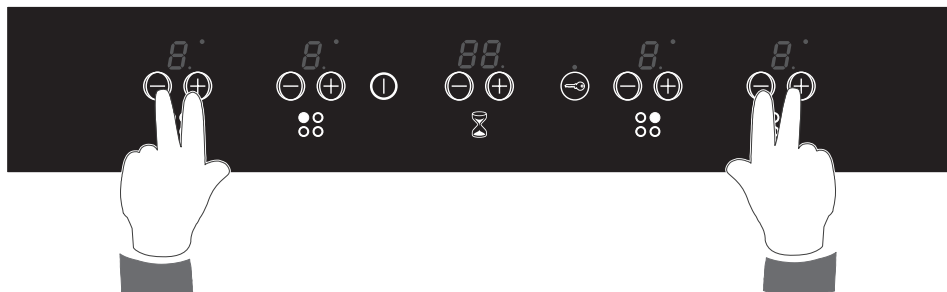 8. 8. 88. 8. 8.
− + − + − + − + − +